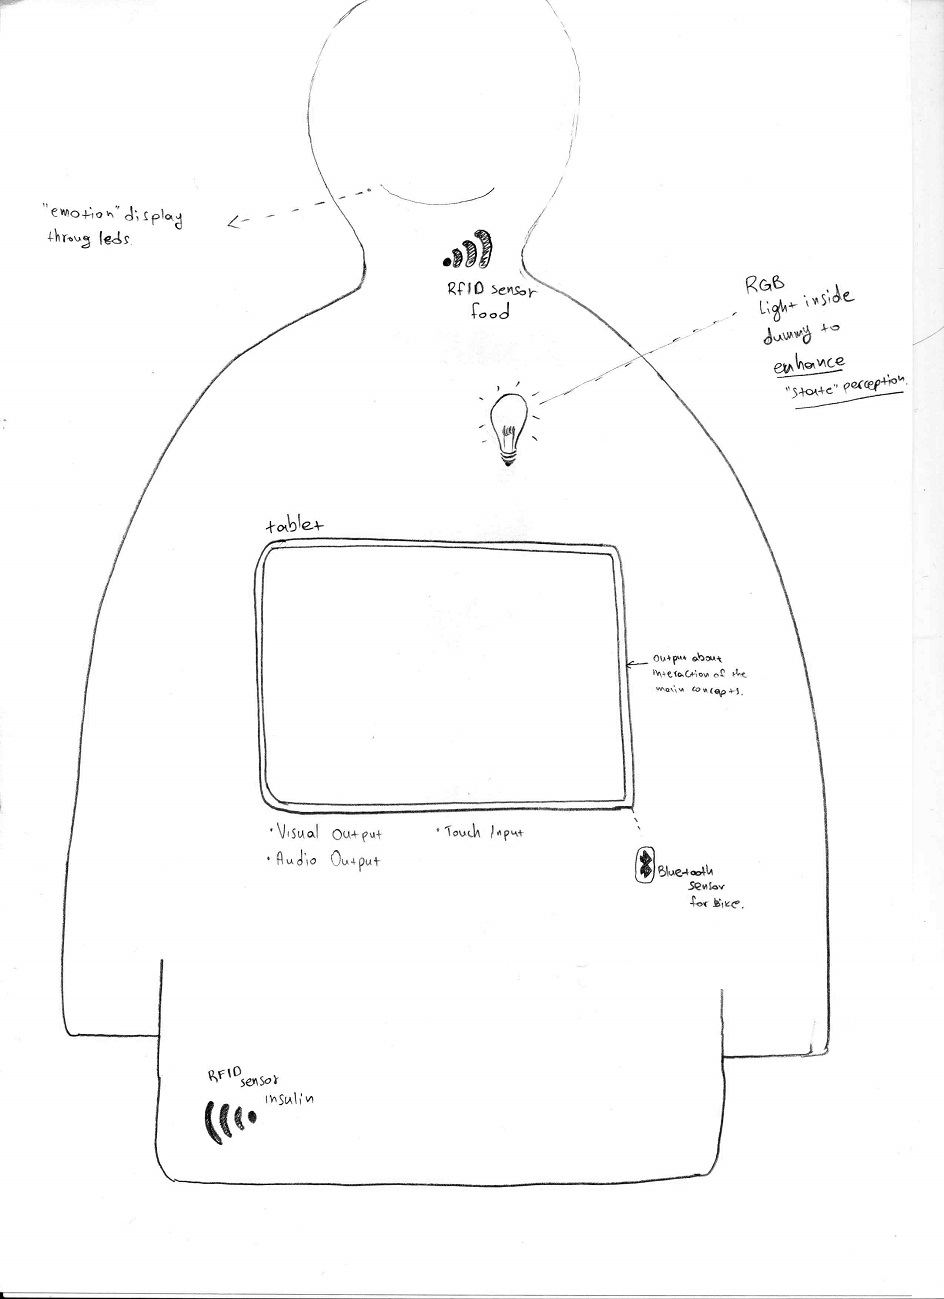 "emotion" display
throug leds.
RFID sensor
food
RGB
Light inside
dummy to
enhance
"state" perception.
tablet
Output about
interaction of the
main concepts.
• Visual Output
• Touch Input
• Audio Output
Bluetooth
sensor
for Bike.
RFID
sensor
insulin